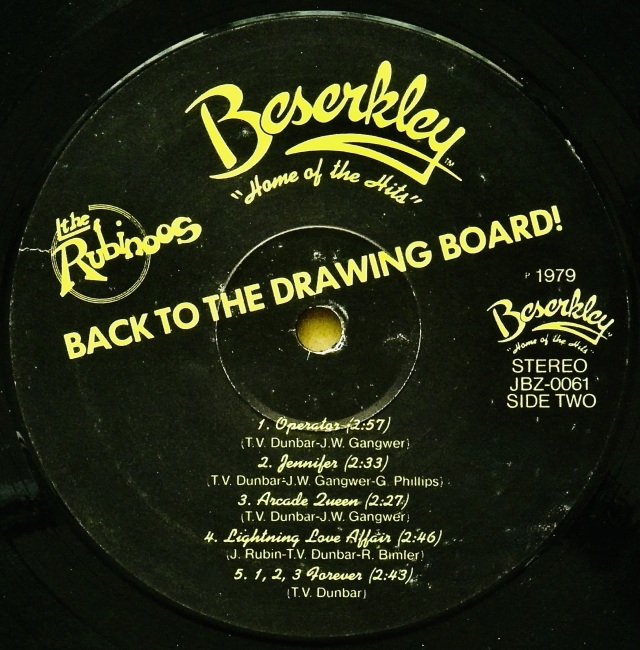 Beserkley™
"Home of the Hits"
the
Rubinoos
BACK TO THE DRAWING BOARD!
℗ 1979
Beserkley
"Home of the Hits"
STEREO
JBZ-0061
SIDE TWO
1. Operator (2:57)
(T.V. Dunbar-J.W. Gangwer)
2. Jennifer (2:33)
(T.V. Dunbar-J.W. Gangwer-G. Phillips)
3. Arcade Queen (2:27)
(T.V. Dunbar-J.W. Gangwer)
4. Lightning Love Affair (2:46)
(J. Rubin-T.V. Dunbar-R. Bimler)
5. 1, 2, 3 Forever (2:43)
(T.V. Dunbar)